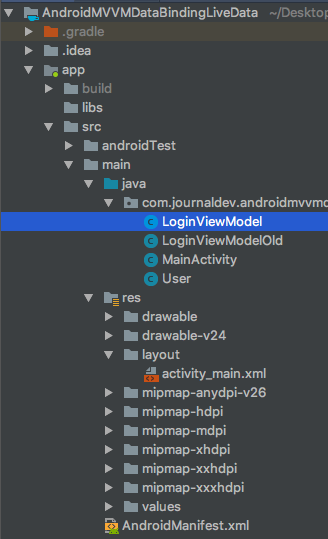 AndroidMVVMDataBindingLiveData ~/Desktop
.gradle
.idea
app
build
libs
src
androidTest
main
java
com.journaldev.androidmvvmd
LoginViewModel
LoginViewModelOld
MainActivity
User
res
drawable
drawable-v24
layout
activity_main.xml
mipmap-anydpi-v26
mipmap-hdpi
mipmap-mdpi
mipmap-xhdpi
mipmap-xxhdpi
mipmap-xxxhdpi
values
AndroidManifest.xml